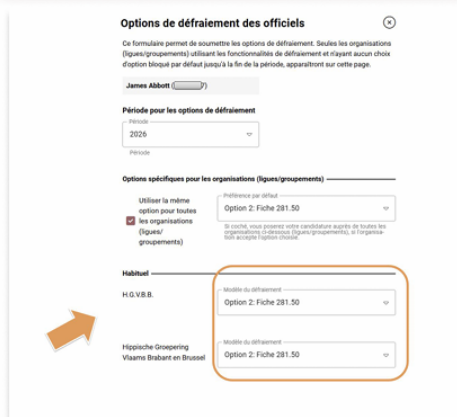 Options de défraiement des officiels
Ce formulaire permet de soumettre les options de défraiement. Seules les organisations
(ligues/groupements) utilisant les fonctionnalités de défraiement et n'ayant aucun choix
d'option bloqué par défaut jusqu'à la fin de la période, apparaîtront sur cette page.
James Abbott ( 7)
Période pour les options de défraiement
Période
2026
Période
Options spécifiques pour les organisations (ligues/groupements)
Utiliser la même
option pour toutes
les organisations
(ligues/
groupements)
Préférence par défaut
Option 2: Fiche 281.50
Si coché, vous poserez votre candidature auprès de toutes les
organisations ci-dessous (ligues/groupements), si l'organisa-
tion accepte l'option choisie.
Habituel
H.G.V.B.B.
Modèle du défraiement
Option 2: Fiche 281.50
Hippische Groepering
Vlaams Brabant en Brussel
Modèle du défraiement
Option 2: Fiche 281.50